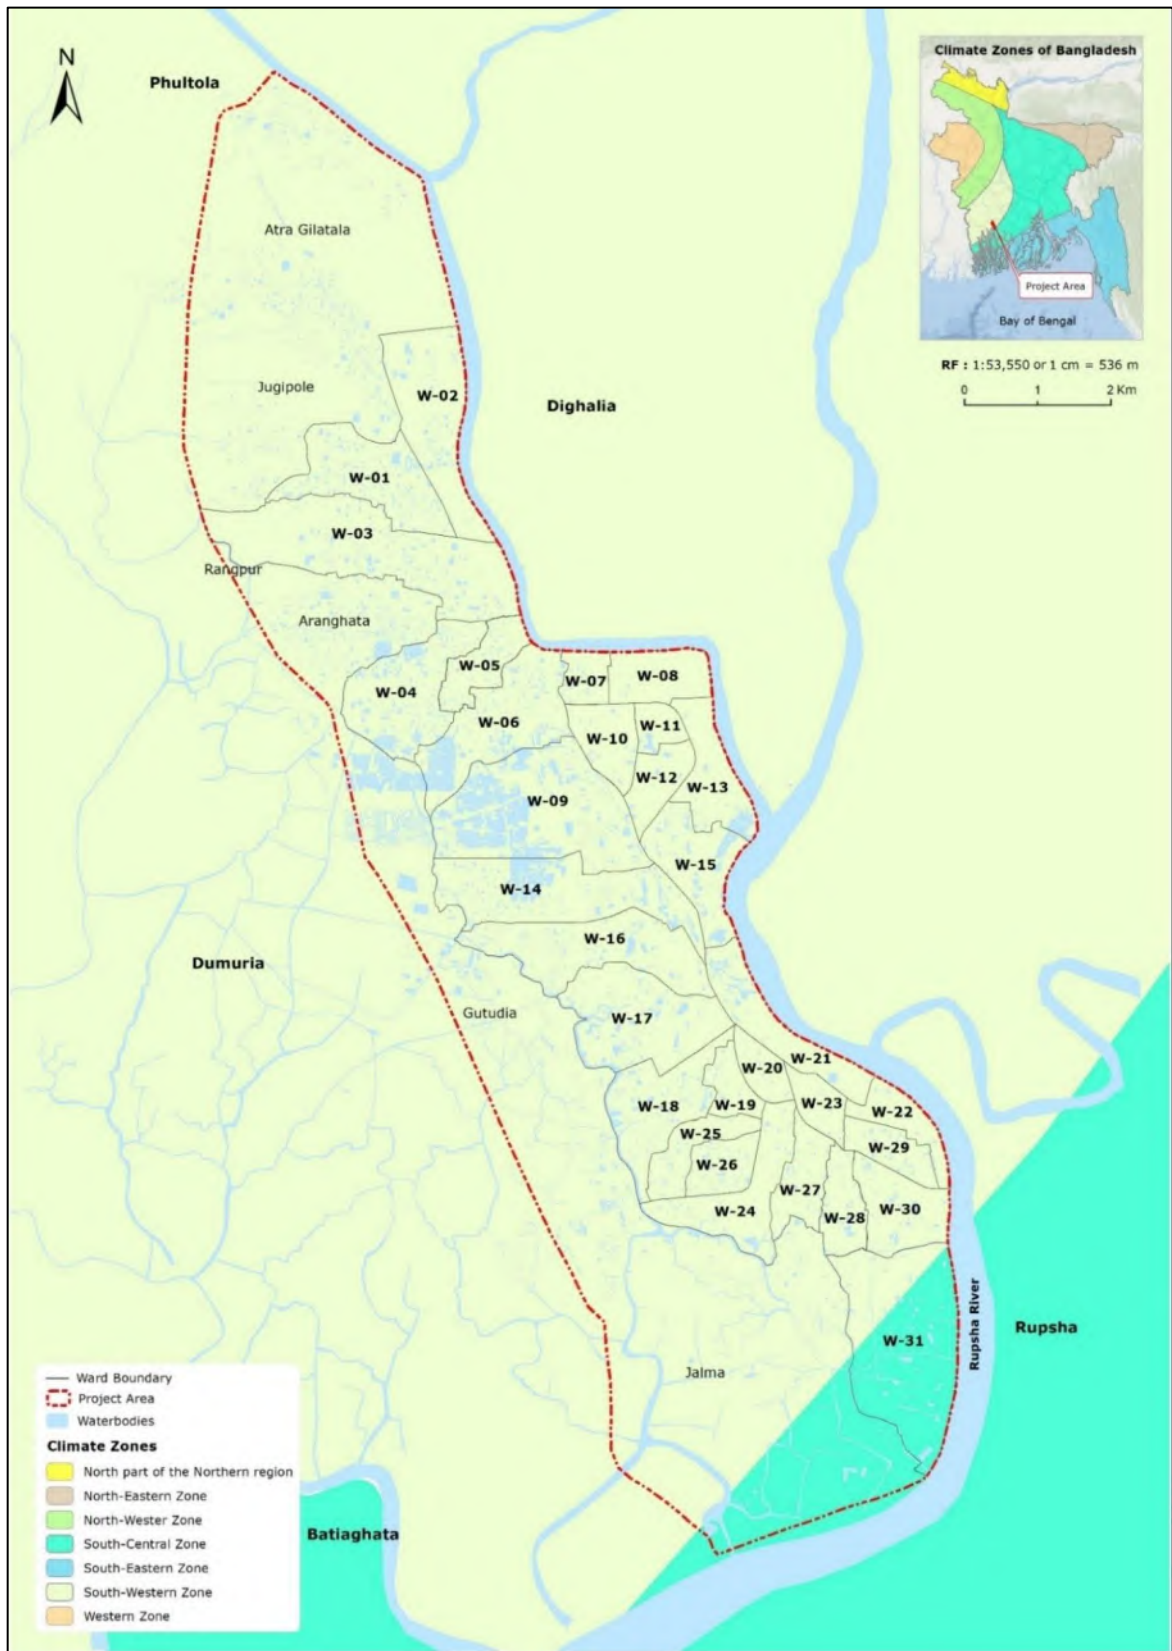 N
Phultola
Climate Zones of Bangladesh
Project Area
Bay of Bengal
RF : 1:53,550 or 1 cm = 536 m
0 1 2 Km
Atra Gilatala
Jugipole
W-02
Dighalia
W-01
W-03
Rangpur
Aranghata
W-05
W-04
W-07
W-08
W-06
W-11
W-10
W-12
W-13
W-09
W-15
W-14
W-16
Dumuria
Gutudia
W-17
W-21
W-20
W-18
W-19
W-23
W-22
W-25
W-29
W-26
W-27
W-24
W-28
W-30
Rupsha River
Rupsha
W-31
Jalma
Ward Boundary
Project Area
Waterbodies
Climate Zones
North part of the Northern region
North-Eastern Zone
North-Wester Zone
South-Central Zone
South-Eastern Zone
South-Western Zone
Western Zone
Batiaghata